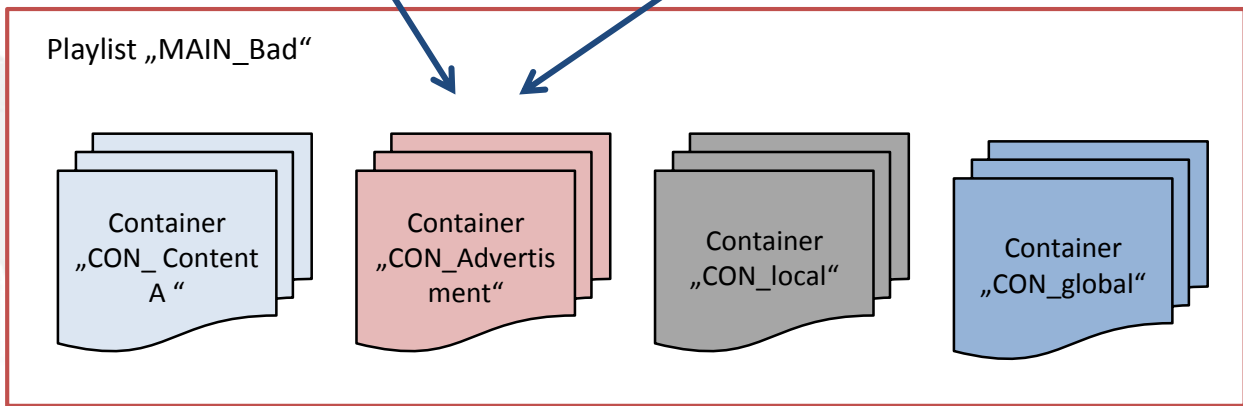 Playlist „MAIN_Bad“
Container
„CON_ Content
A “
Container
„CON_Advertis
ment“
Container
„CON_local“
Container
„CON_global“